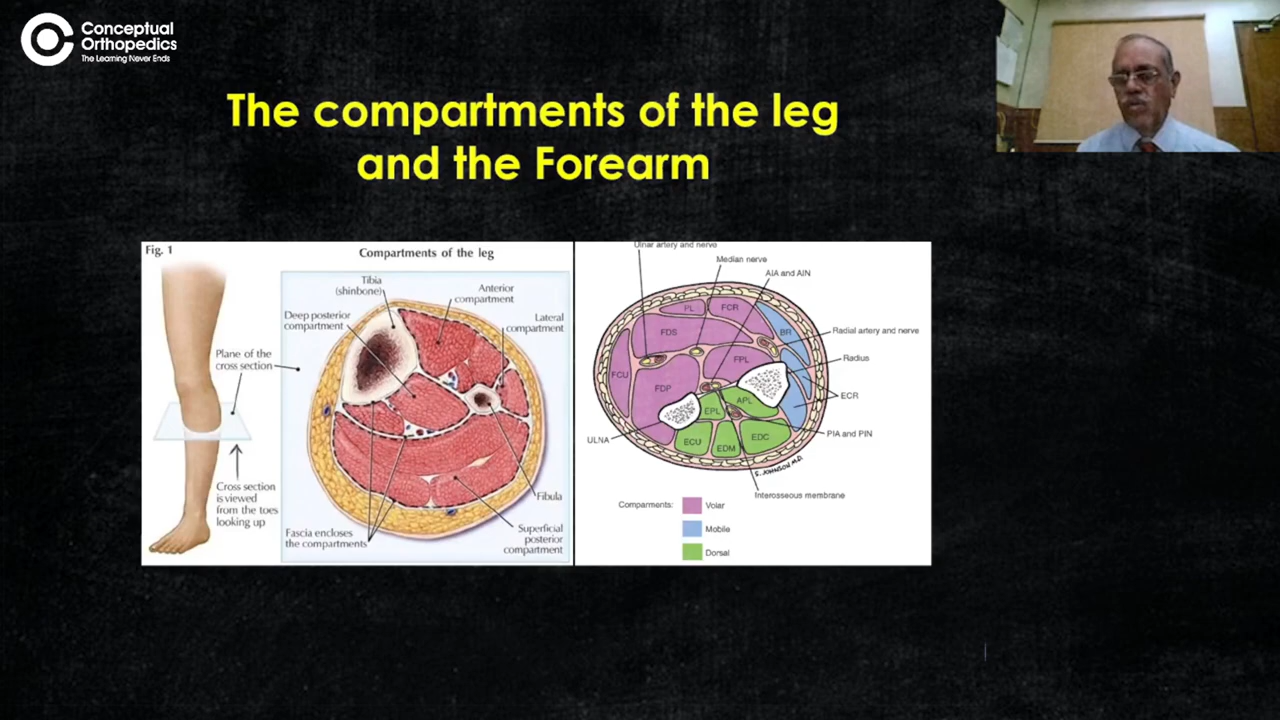 Conceptual
Orthopedics
The Learning Never Ends
The compartments of the leg
and the Forearm
Fig. 1
Compartments of the leg
Tibia
(shinbone)
Anterior
compartment
Deep posterior
compartment
Lateral
compartment
Plane of the
cross section
Cross section
is viewed
from the toes
looking up
Fascia encloses
the compartments
Fibula
Superficial
posterior
compartment
Ulnar artery and nerve
Median nerve
AIA and AIN
PL
FCR
FDS
BR
Radial artery and nerve
FPL
Radius
FCU
FDP
APL
ECR
EPL
PIA and PIN
ULNA
ECU
EDM
EDC
S. JOHNSON M.D.
Interosseous membrane
Comparments:
Volar
Mobile
Dorsal